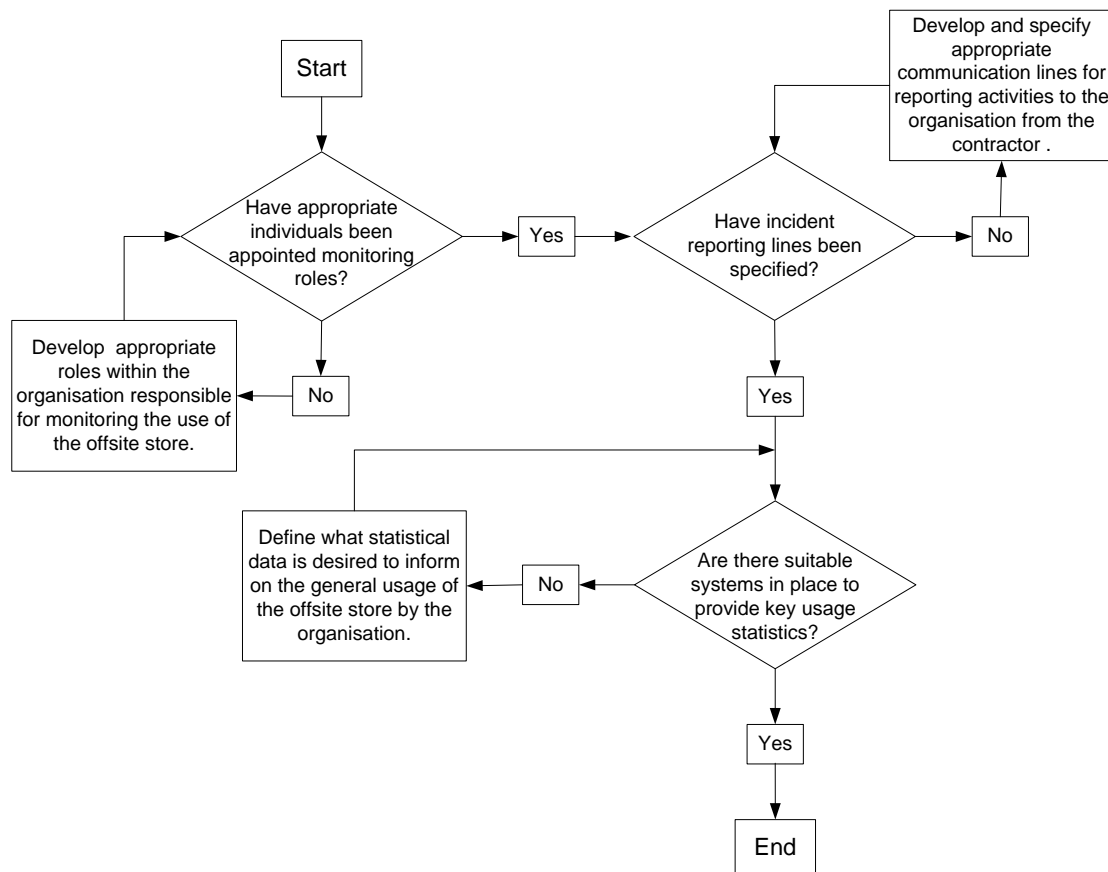 Start
Have appropriate
individuals been
appointed monitoring
roles?
Yes
No
Develop  appropriate
roles within the
organisation responsible
for monitoring the use of
the offsite store.
Have incident
reporting lines been
specified?
No
Develop and specify
appropriate
communication lines for
reporting activities to the
organisation from the
contractor .
Yes
Are there suitable
systems in place to
provide key usage
statistics?
No
Define what statistical
data is desired to inform
on the general usage of
the offsite store by the
organisation.
Yes
End